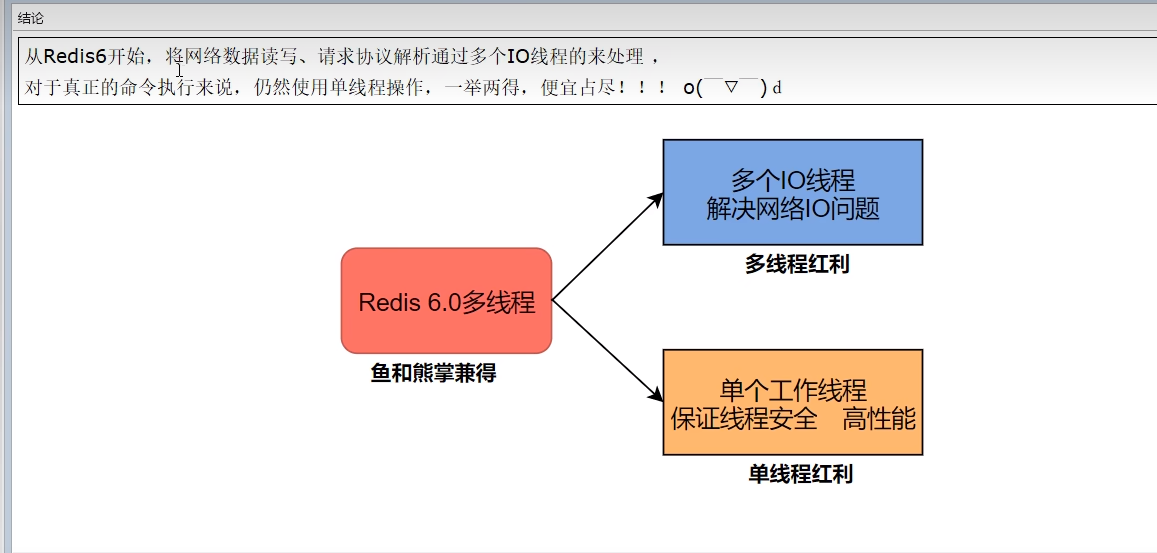 结论
从Redis6开始，将网络数据读写、请求协议解析通过多个IO线程的来处理 ，
对于真正的命令执行来说，仍然使用单线程操作，一举两得，便宜占尽！！！ o(￣▽￣)ｄ
多个IO线程
解决网络IO问题
多线程红利
Redis 6.0多线程
鱼和熊掌兼得
单个工作线程
保证线程安全　高性能
单线程红利